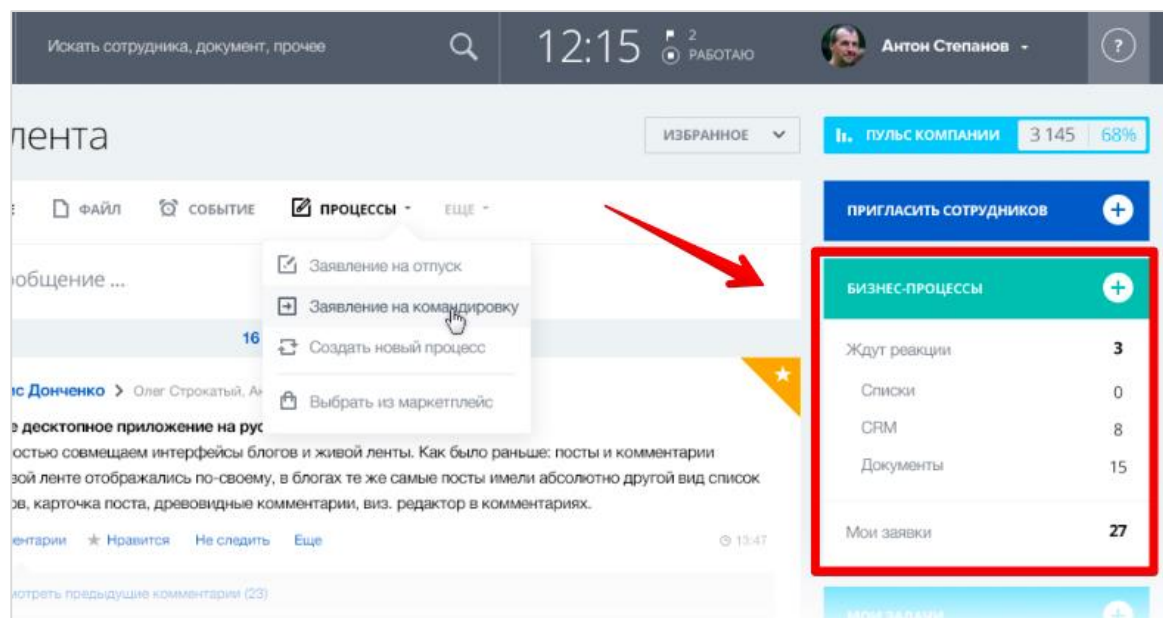 Искать сотрудника, документ, прочее
12:15
2
РАБОТАЮ
Антон Степанов
?
лента
ИЗБРАННОЕ
ПУЛЬС КОМПАНИИ 3 145 68%
ФАЙЛ СОБЫТИЕ ПРОЦЕССЫ ЕЩЕ
ПРИГЛАСИТЬ СОТРУДНИКОВ +
общение ...
Заявление на отпуск
Заявление на командировку
Создать новый процесс
Выбрать из маркетплейс
БИЗНЕС-ПРОЦЕССЫ +
Ждут реакции 3
Списки 0
CRM 8
Документы 15
Мои заявки 27
16
ис Донченко > Олег Строкатый, Ан
е десктопное приложение на рус
остью совмещаем интерфейсы блогов и живой ленты. Как было раньше: посты и комментарии
вой ленте отображались по-своему, в блогах те же самые посты имели абсолютно другой вид список
ов, карточка поста, древовидные комментарии, виз. редактор в комментариях.
ентарии Нравится Не следить Еще 13:47
мотреть предыдущие комментарии (23)
МОИ ЗАДАЧИ +